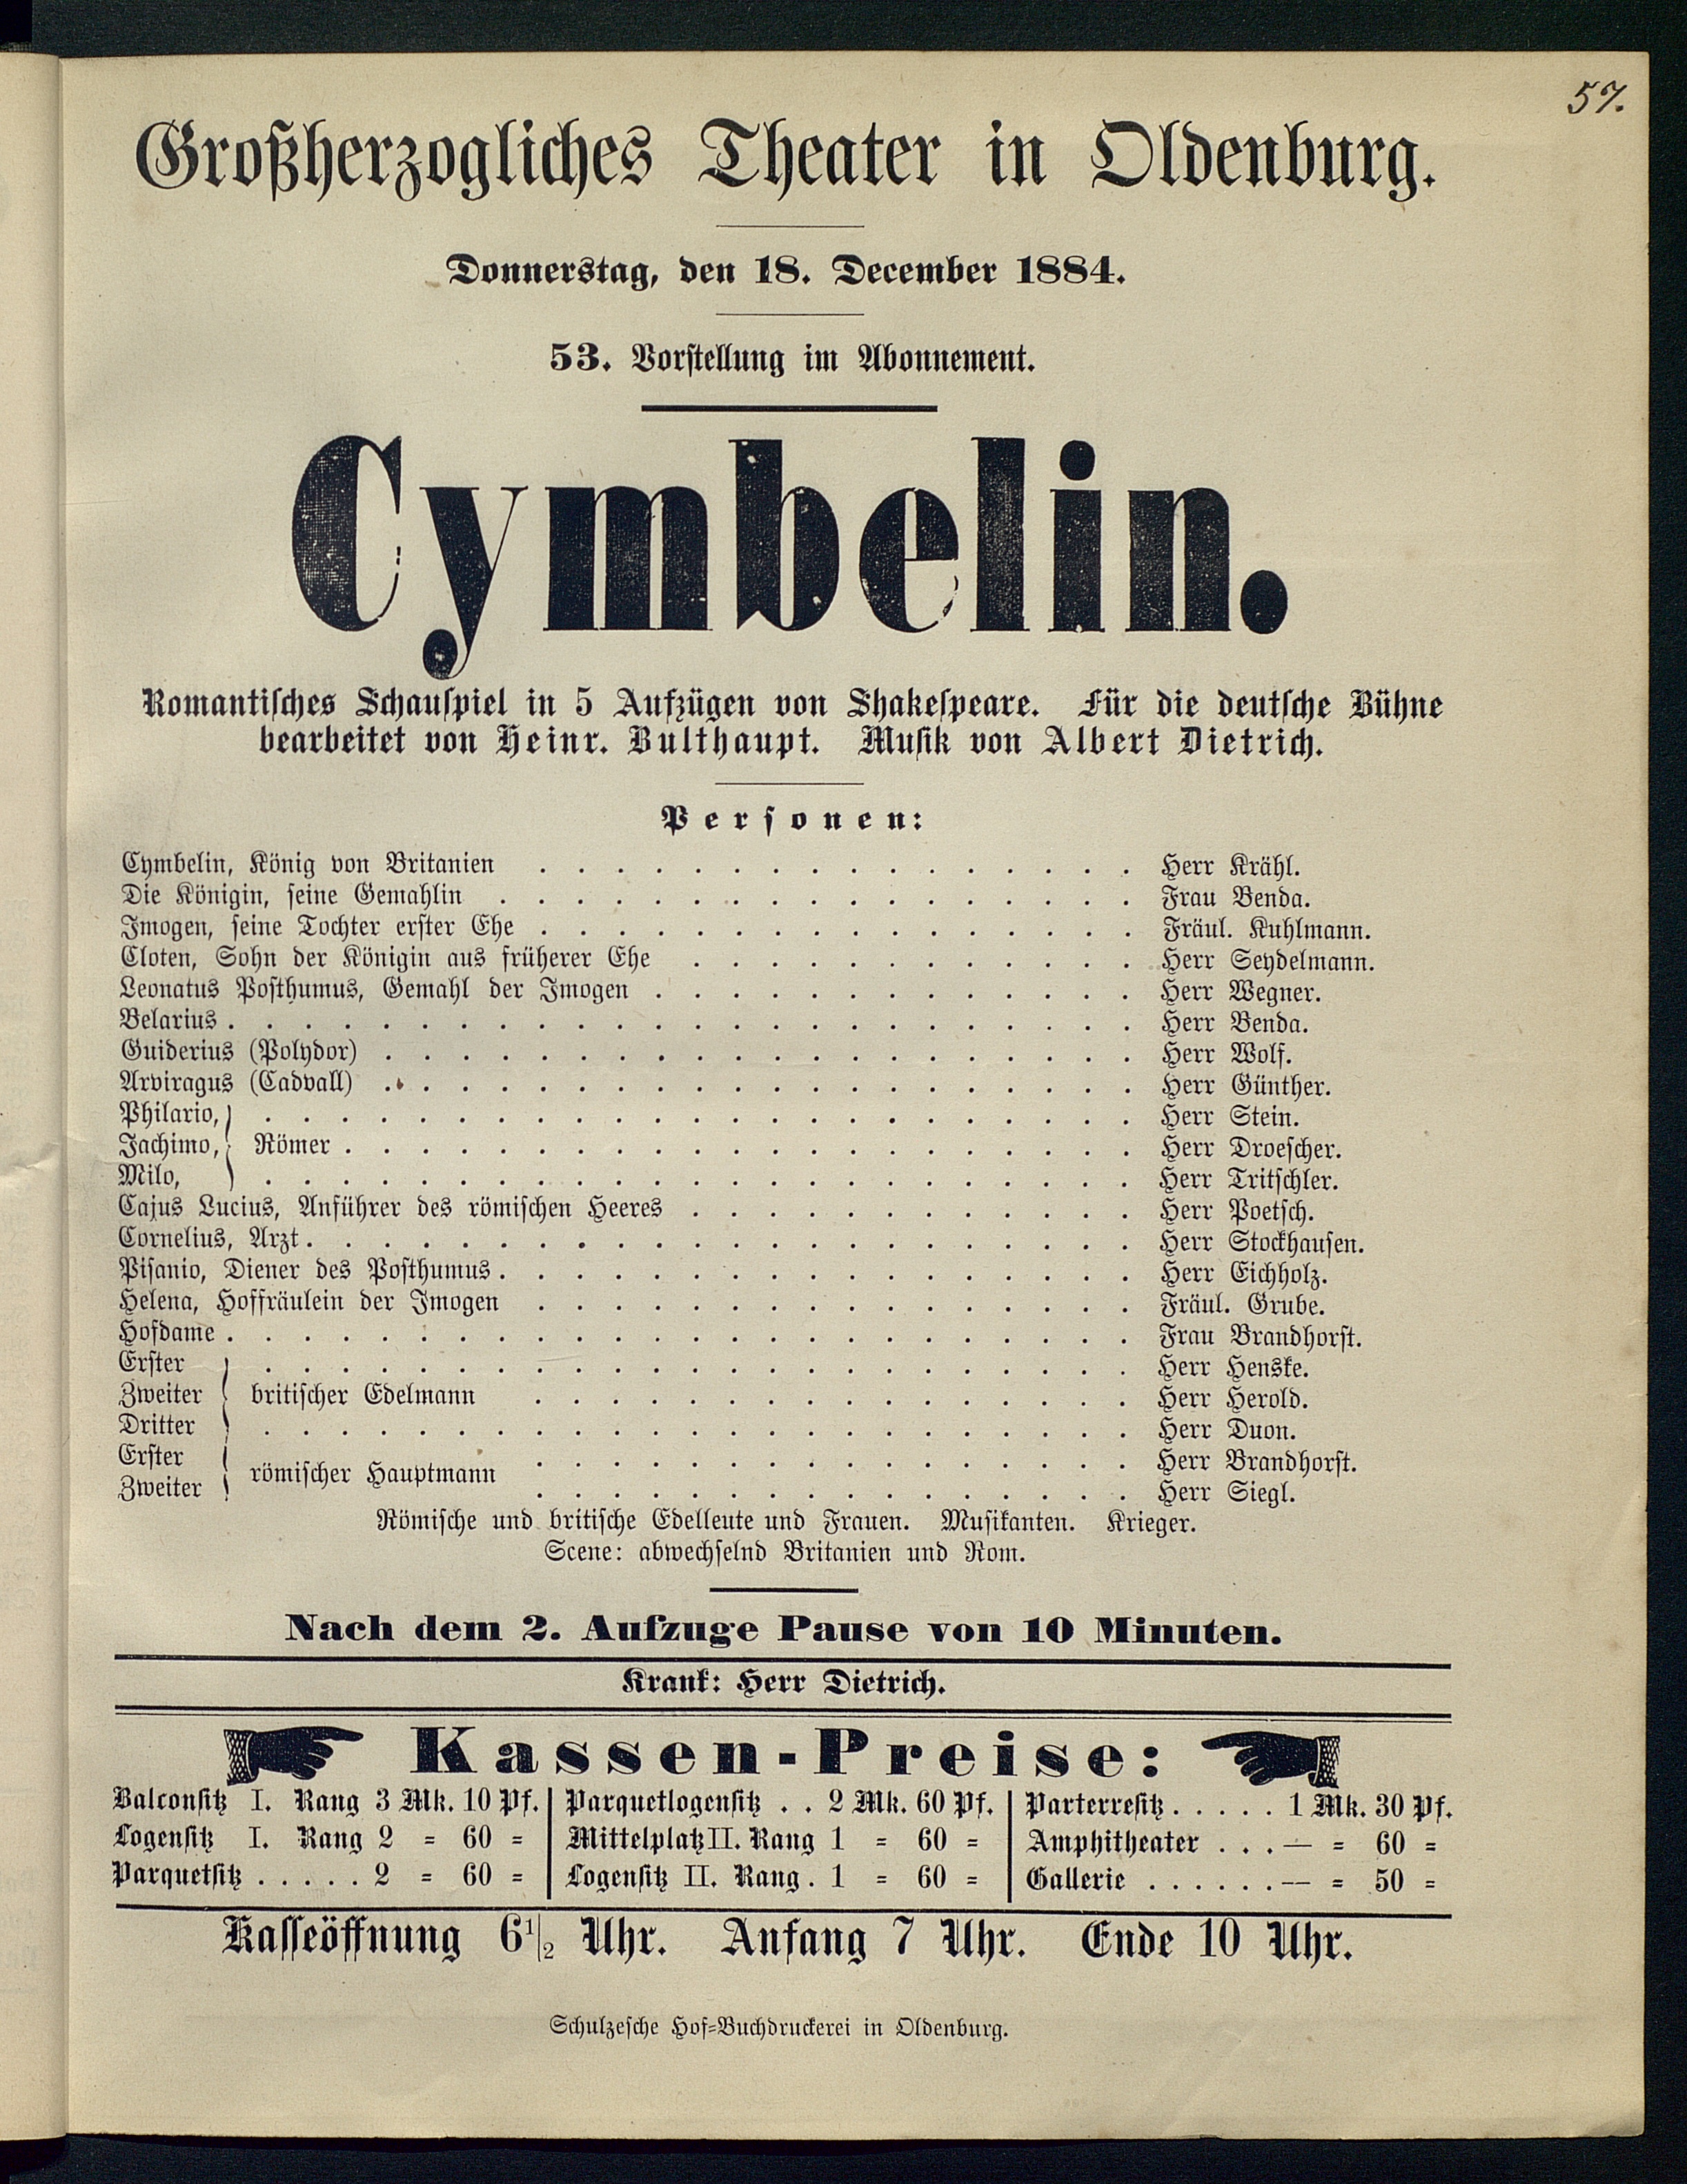 57.
Großherzogliches Theater in Oldenburg.
Donnerstag, den 18. December 1884.
53. Vorstellung im Abonnement.
Cymbelin.
Romantisches Schauspiel in 5 Aufzügen von Shakespeare. Für die deutsche Bühne
bearbeitet von Heinr. Bulthaupt. Musik von Albert Dietrich.
Personen:
Cymbelin, König von Britanien . . . . . . . . . . . . . . . . Herr Krähl.
Die Königin, seine Gemahlin . . . . . . . . . . . . . . . . . Frau Benda.
Imogen, seine Tochter erster Ehe . . . . . . . . . . . . . . . . Fräul. Kuhlmann.
Cloten, Sohn der Königin aus früherer Ehe . . . . . . . . . . . . Herr Seydelmann.
Leonatus Posthumus, Gemahl der Imogen . . . . . . . . . . . . . Herr Wegner.
Belarius . . . . . . . . . . . . . . . . . . . . . . . . Herr Benda.
Guiderius (Polydor) . . . . . . . . . . . . . . . . . . . . Herr Wolf.
Arviragus (Cadvall) . . . . . . . . . . . . . . . . . . . . Herr Günther.
Philario, . . . . . . . . . . . . . . . . . . . . . . . Herr Stein.
Jachimo, } Römer . . . . . . . . . . . . . . . . . . . . . Herr Droescher.
Milo, . . . . . . . . . . . . . . . . . . . . . . . Herr Tritschler.
Cajus Lucius, Anführer des römischen Heeres . . . . . . . . . . . . Herr Poetsch.
Cornelius, Arzt . . . . . . . . . . . . . . . . . . . . . . Herr Stockhausen.
Pisanio, Diener des Posthumus . . . . . . . . . . . . . . . . . Herr Eichholz.
Helena, Hoffräulein der Imogen . . . . . . . . . . . . . . . . Fräul. Grube.
Hofdame . . . . . . . . . . . . . . . . . . . . . . . . Frau Brandhorst.
Erster . . . . . . . . . . . . . . . . . . . . . . . Herr Henske.
Zweiter } britischer Edelmann . . . . . . . . . . . . . . . . Herr Herold.
Dritter . . . . . . . . . . . . . . . . . . . . . . . Herr Duon.
Erster } römischer Hauptmann . . . . . . . . . . . . . . . . Herr Brandhorst.
Zweiter . . . . . . . . . . . . . . . . Herr Siegl.
Römische und britische Edelleute und Frauen. Musikanten. Krieger.
Scene: abwechselnd Britanien und Rom.
Nach dem 2. Aufzuge Pause von 10 Minuten.
Krank: Herr Dietrich.
Kassen-Preise:
Balconsitz I. Rang 3 Mk. 10 Pf. | Parquetlogensitz . . 2 Mk. 60 Pf. | Parterresitz . . . . . 1 Mk. 30 Pf.
Logensitz I. Rang 2 = 60 = | Mittelplatz II. Rang 1 = 60 = | Amphitheater . . . — = 60 =
Parquetsitz . . . . . 2 = 60 = | Logensitz II. Rang . 1 = 60 = | Gallerie . . . . . . — = 50 =
Kasseöffnung 6 1/2 Uhr. Anfang 7 Uhr. Ende 10 Uhr.
Schulzesche Hof=Buchdruckerei in Oldenburg.